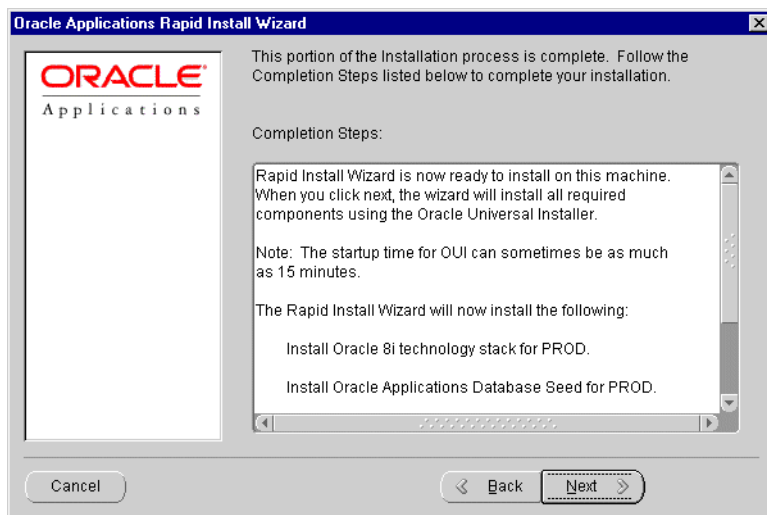 Oracle Applications Rapid Install Wizard
ORACLE
Applications
This portion of the Installation process is complete. Follow the
Completion Steps listed below to complete your installation.
Completion Steps:
Rapid Install Wizard is now ready to install on this machine.
When you click next, the wizard will install all required
components using the Oracle Universal Installer.
Note: The startup time for OUI can sometimes be as much
as 15 minutes.
The Rapid Install Wizard will now install the following:
Install Oracle 8i technology stack for PROD.
Install Oracle Applications Database Seed for PROD.
Cancel
Back
Next